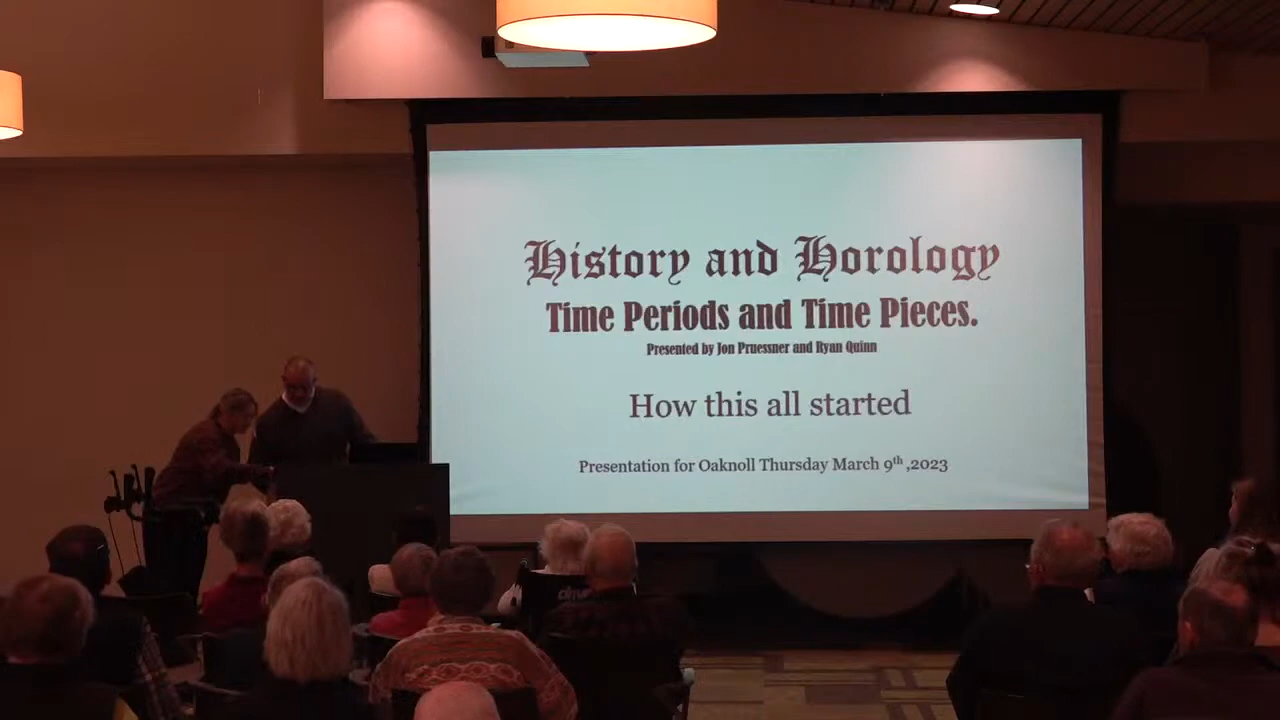 History and Horology
Time Periods and Time Pieces.
Presented by Jon Pruessner and Ryan Quinn
How this all started
Presentation for Oaknoll Thursday March 9th ,2023